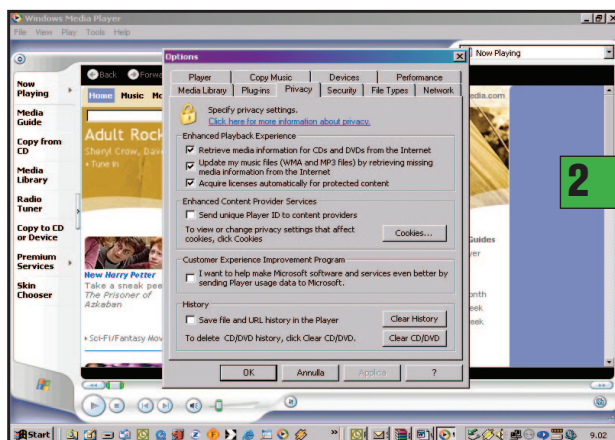 Windows Media Player
File View Play Tools Help
Now Playing
Options
Back Forwa
Player Copy Music Devices Performance
Media Library Plug-ins Privacy Security File Types Network
Now
Playing
Media
Guide
Copy from
CD
Media
Library
Radio
Tuner
Copy to CD
or Device
Premium
Services
Skin
Chooser
Home Music Mo
edia.com
Adult Rock
Sheryl Crow, Dav
Tune in
Specify privacy settings.
Click here for more information about privacy.
Enhanced Playback Experience
Retrieve media information for CDs and DVDs from the Internet
Update my music files (WMA and MP3 files) by retrieving missing
media information from the Internet
Acquire licenses automatically for protected content
2
Enhanced Content Provider Services
Send unique Player ID to content providers
To view or change privacy settings that affect
cookies, click Cookies
Cookies...
Guides
yer
Customer Experience Improvement Program
I want to help make Microsoft software and services even better by
sending Player usage data to Microsoft.
New Harry Potter
Take a sneak pee
The Prisoner of
Azkaban
Sci-Fi/Fantasy Mov
onth
eek
eek
History
Save file and URL history in the Player
Clear History
To delete CD/DVD history, click Clear CD/DVD.
Clear CD/DVD
OK Annulla Applica ?
Start
9.02